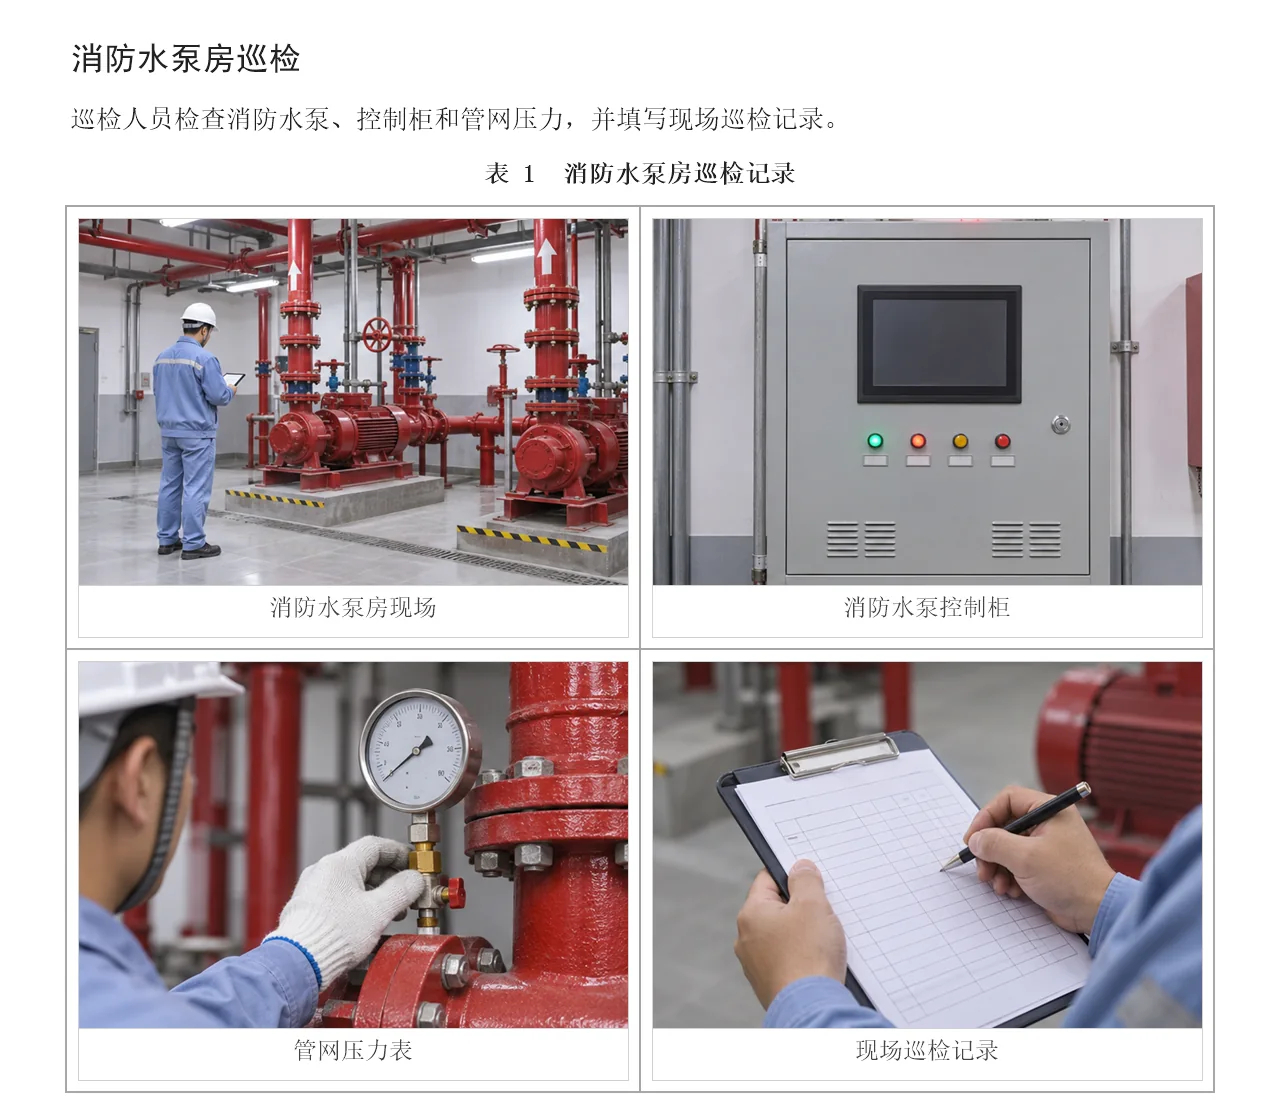 消防水泵房巡检
巡检人员检查消防水泵、控制柜和管网压力，并填写现场巡检记录。
表 1　消防水泵房巡检记录
消防水泵房现场
消防水泵控制柜
管网压力表
现场巡检记录